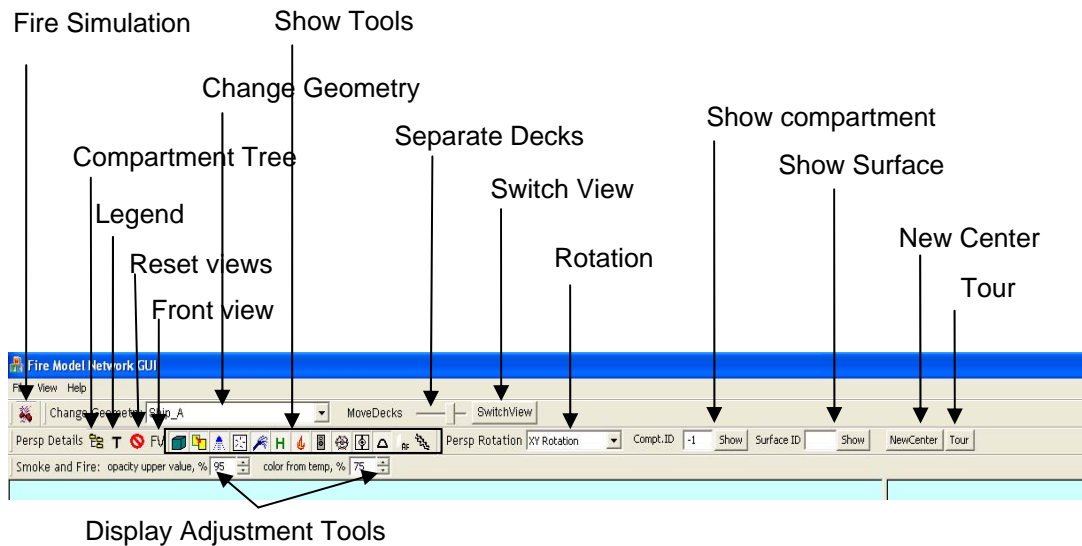 Fire Simulation
Show Tools
Change Geometry
Show compartment
Separate Decks
Compartment Tree
Show Surface
Switch View
Legend
New Center
Reset views
Rotation
Tour
Front view
Fire Model Network GUI
View Help
Change Geometry Ship_A MoveDecks SwitchView
Persp Details T FV H RF Persp Rotation XY Rotation Compt.ID -1 Show Surface ID Show NewCenter Tour
Smoke and Fire: opacity upper value, % 95 color from temp, % 75
Display Adjustment Tools